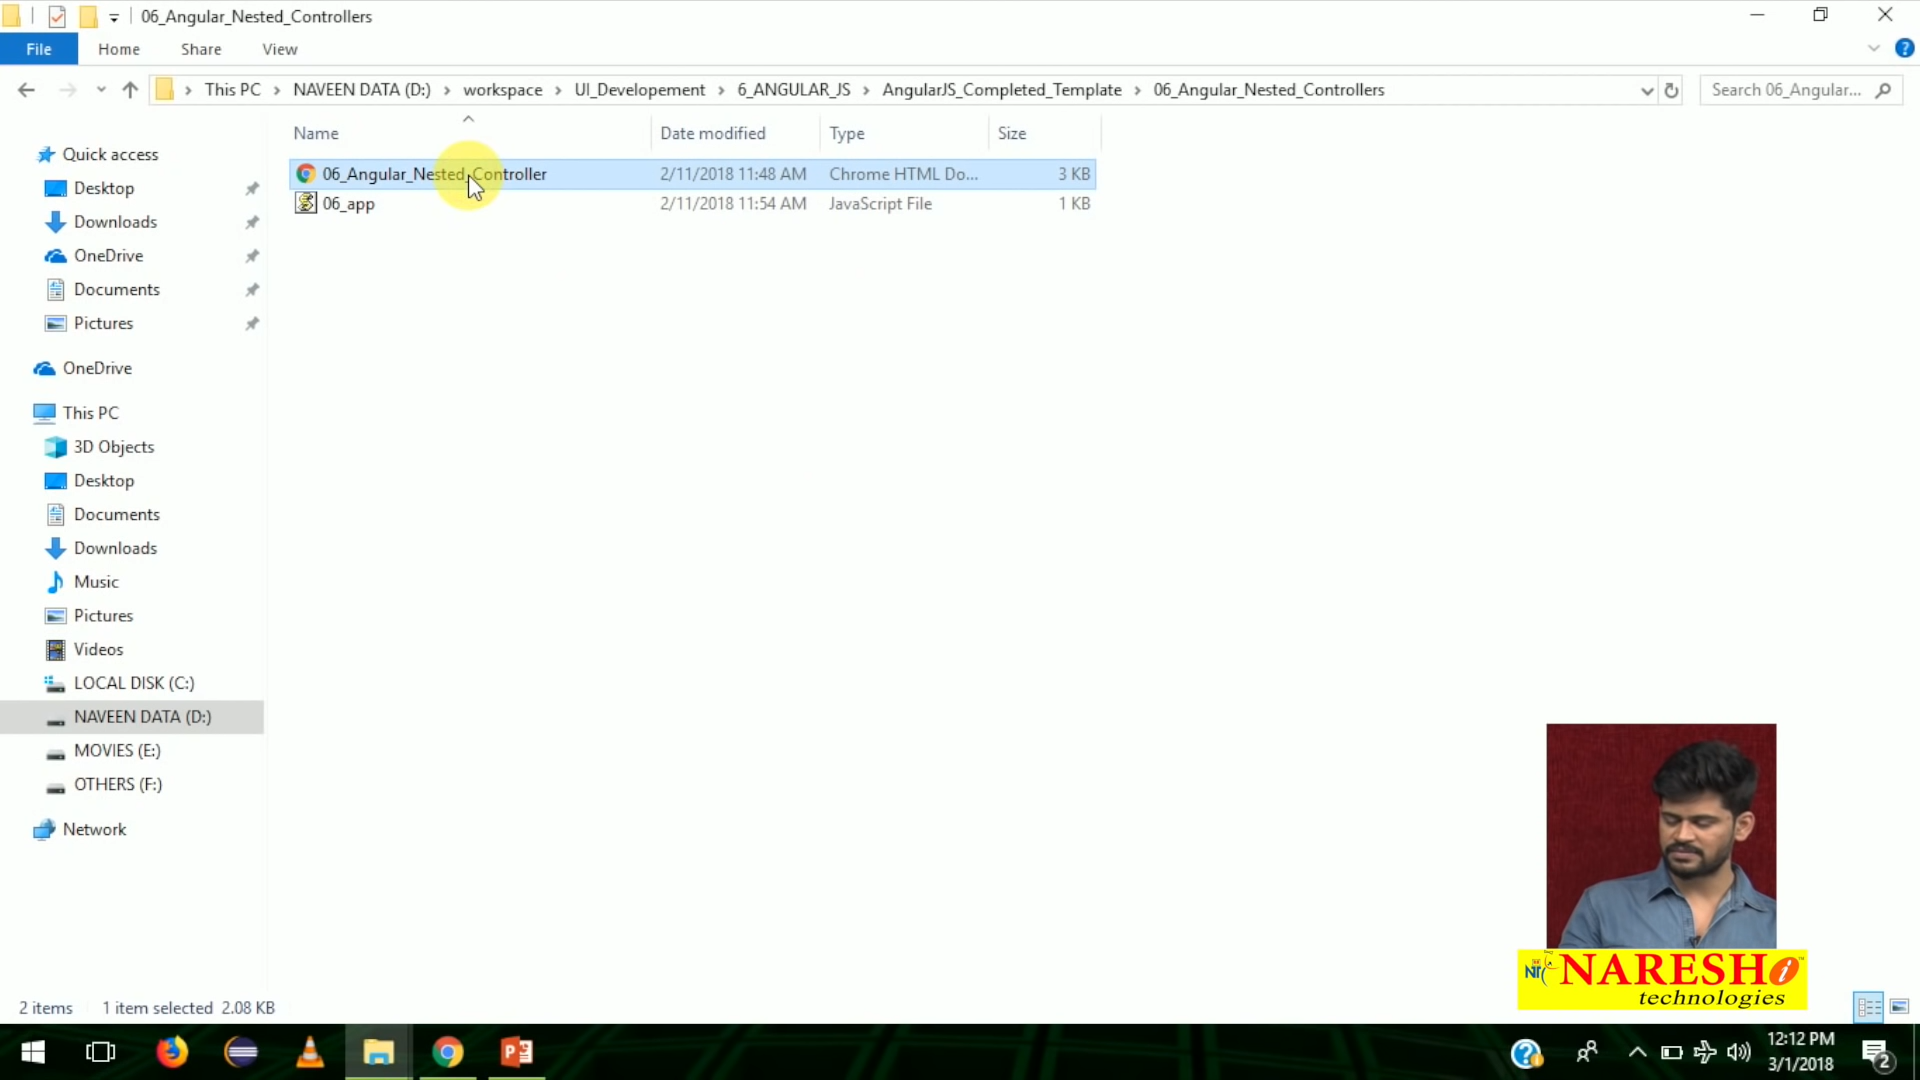 06_Angular_Nested_Controllers
File Home Share View
This PC NAVEEN DATA (D:) workspace UI_Developement 6_ANGULAR_JS AngularJS_Completed_Template 06_Angular_Nested_Controllers Search 06_Angular...
Name Date modified Type Size
06_Angular_Nested_Controller 2/11/2018 11:48 AM Chrome HTML Do... 3 KB
06_app 2/11/2018 11:54 AM JavaScript File 1 KB
Quick access
Desktop
Downloads
OneDrive
Documents
Pictures
OneDrive
This PC
3D Objects
Desktop
Documents
Downloads
Music
Pictures
Videos
LOCAL DISK (C:)
NAVEEN DATA (D:)
MOVIES (E:)
OTHERS (F:)
Network
NARESH i
technologies
2 items 1 item selected 2.08 KB
12:12 PM
3/1/2018
2